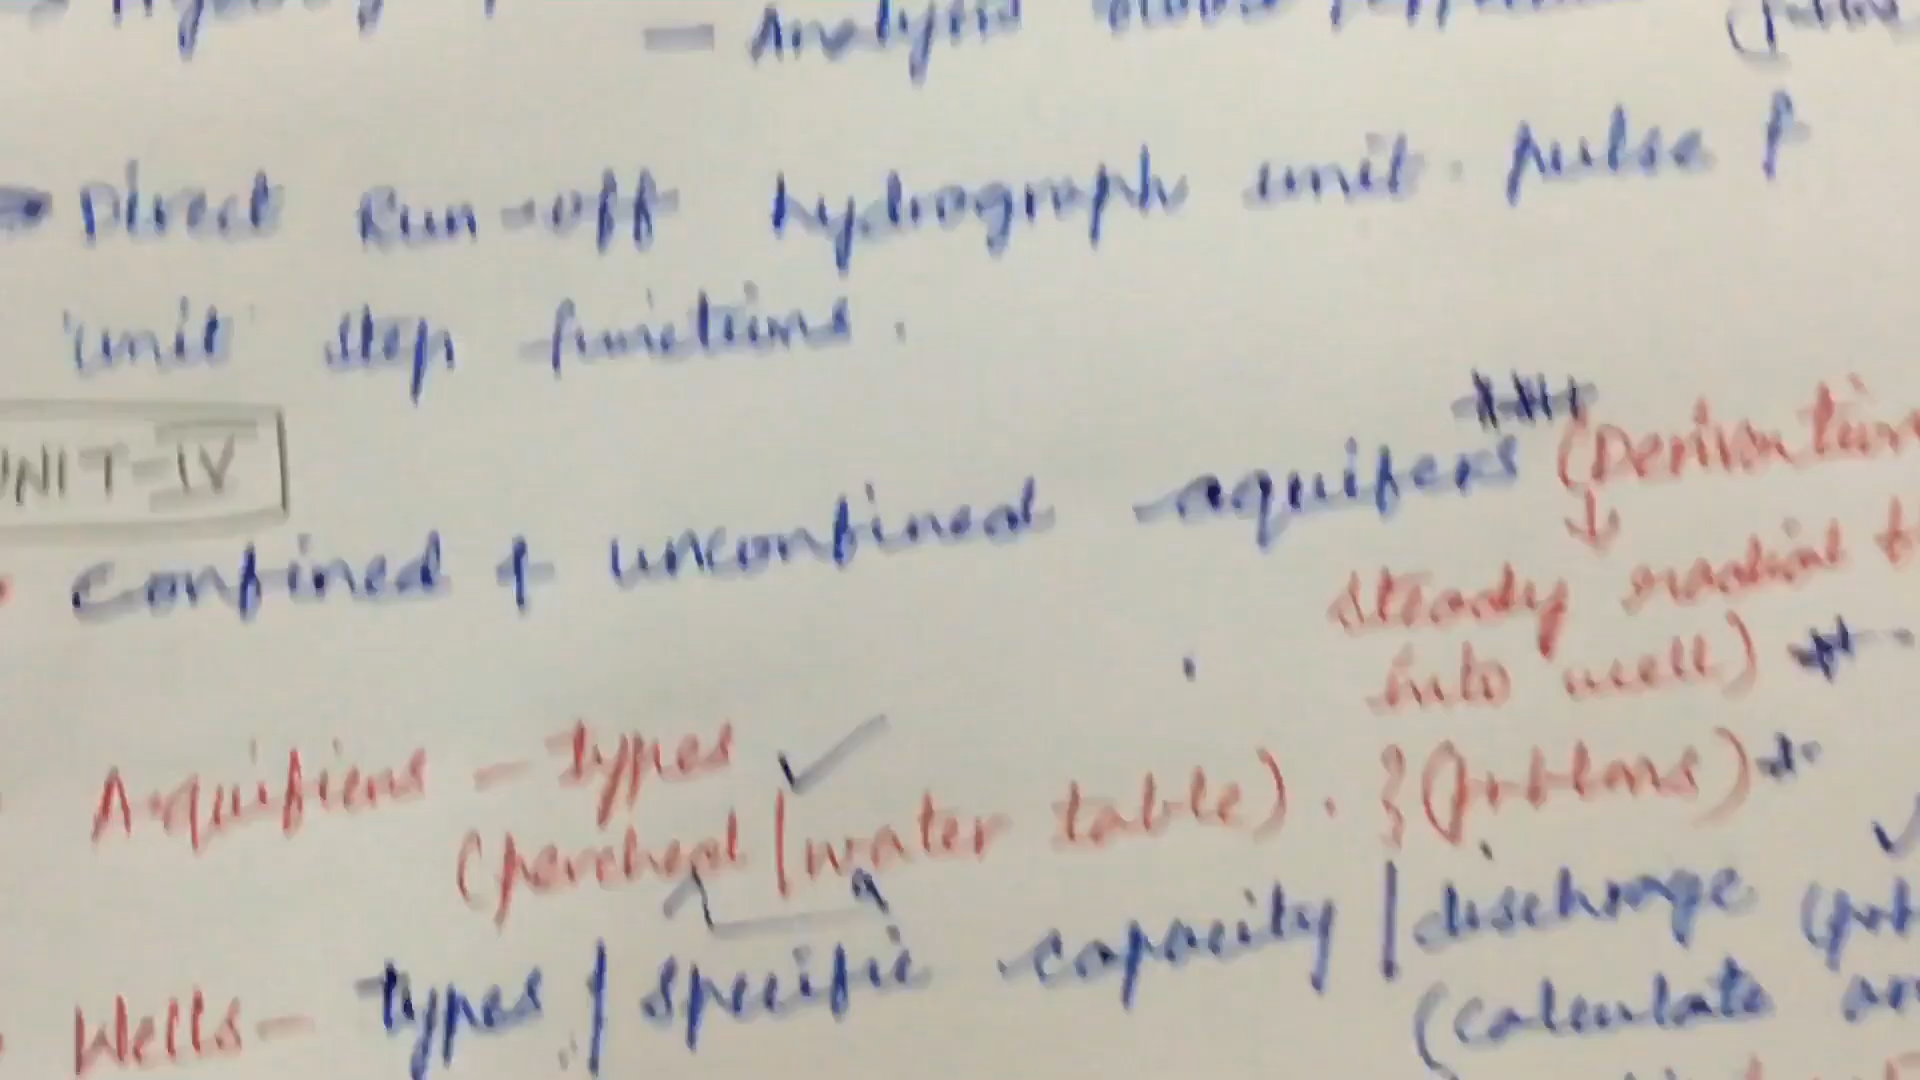 — Analysis
Direct Run-off hydrograph unit pulse &
unit step functions.
UNIT-IV
Confined & unconfined aquifers (Derivation
↓
steady radial
into well)
Aquifiers - types ✓
(perched | water table). } (Problems)
Wells - types / specific capacity | discharge
(calculate